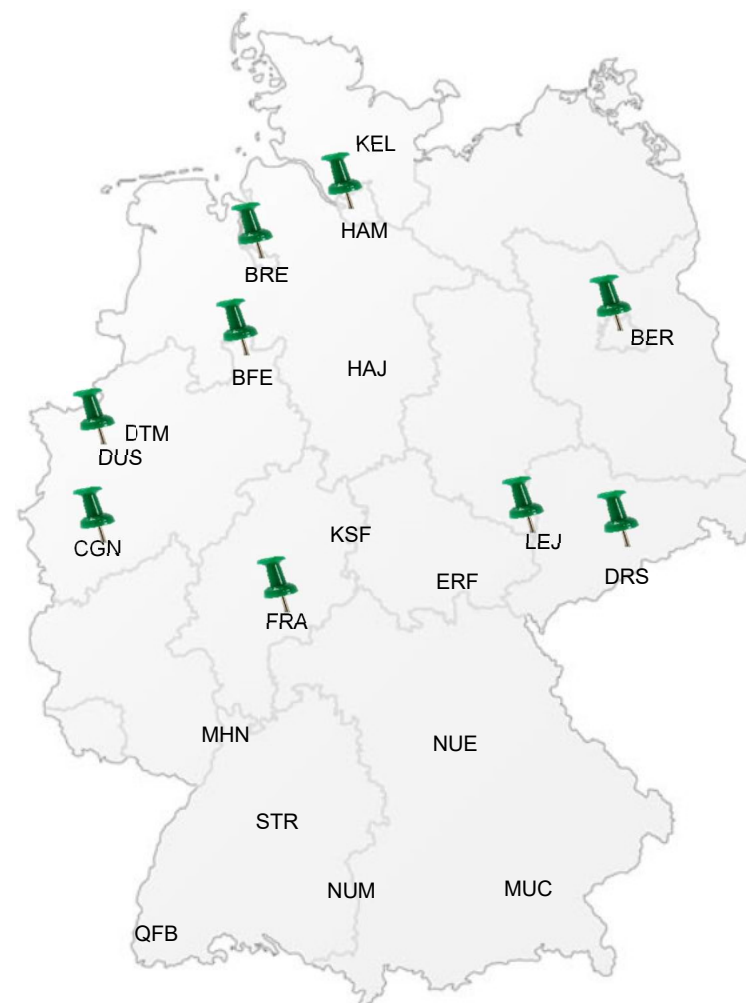 KEL
HAM
BRE
BER
HAJ
BFE
DTM
DUS
KSF
LEJ
CGN
DRS
ERF
FRA
MHN
NUE
STR
NUM
MUC
QFB